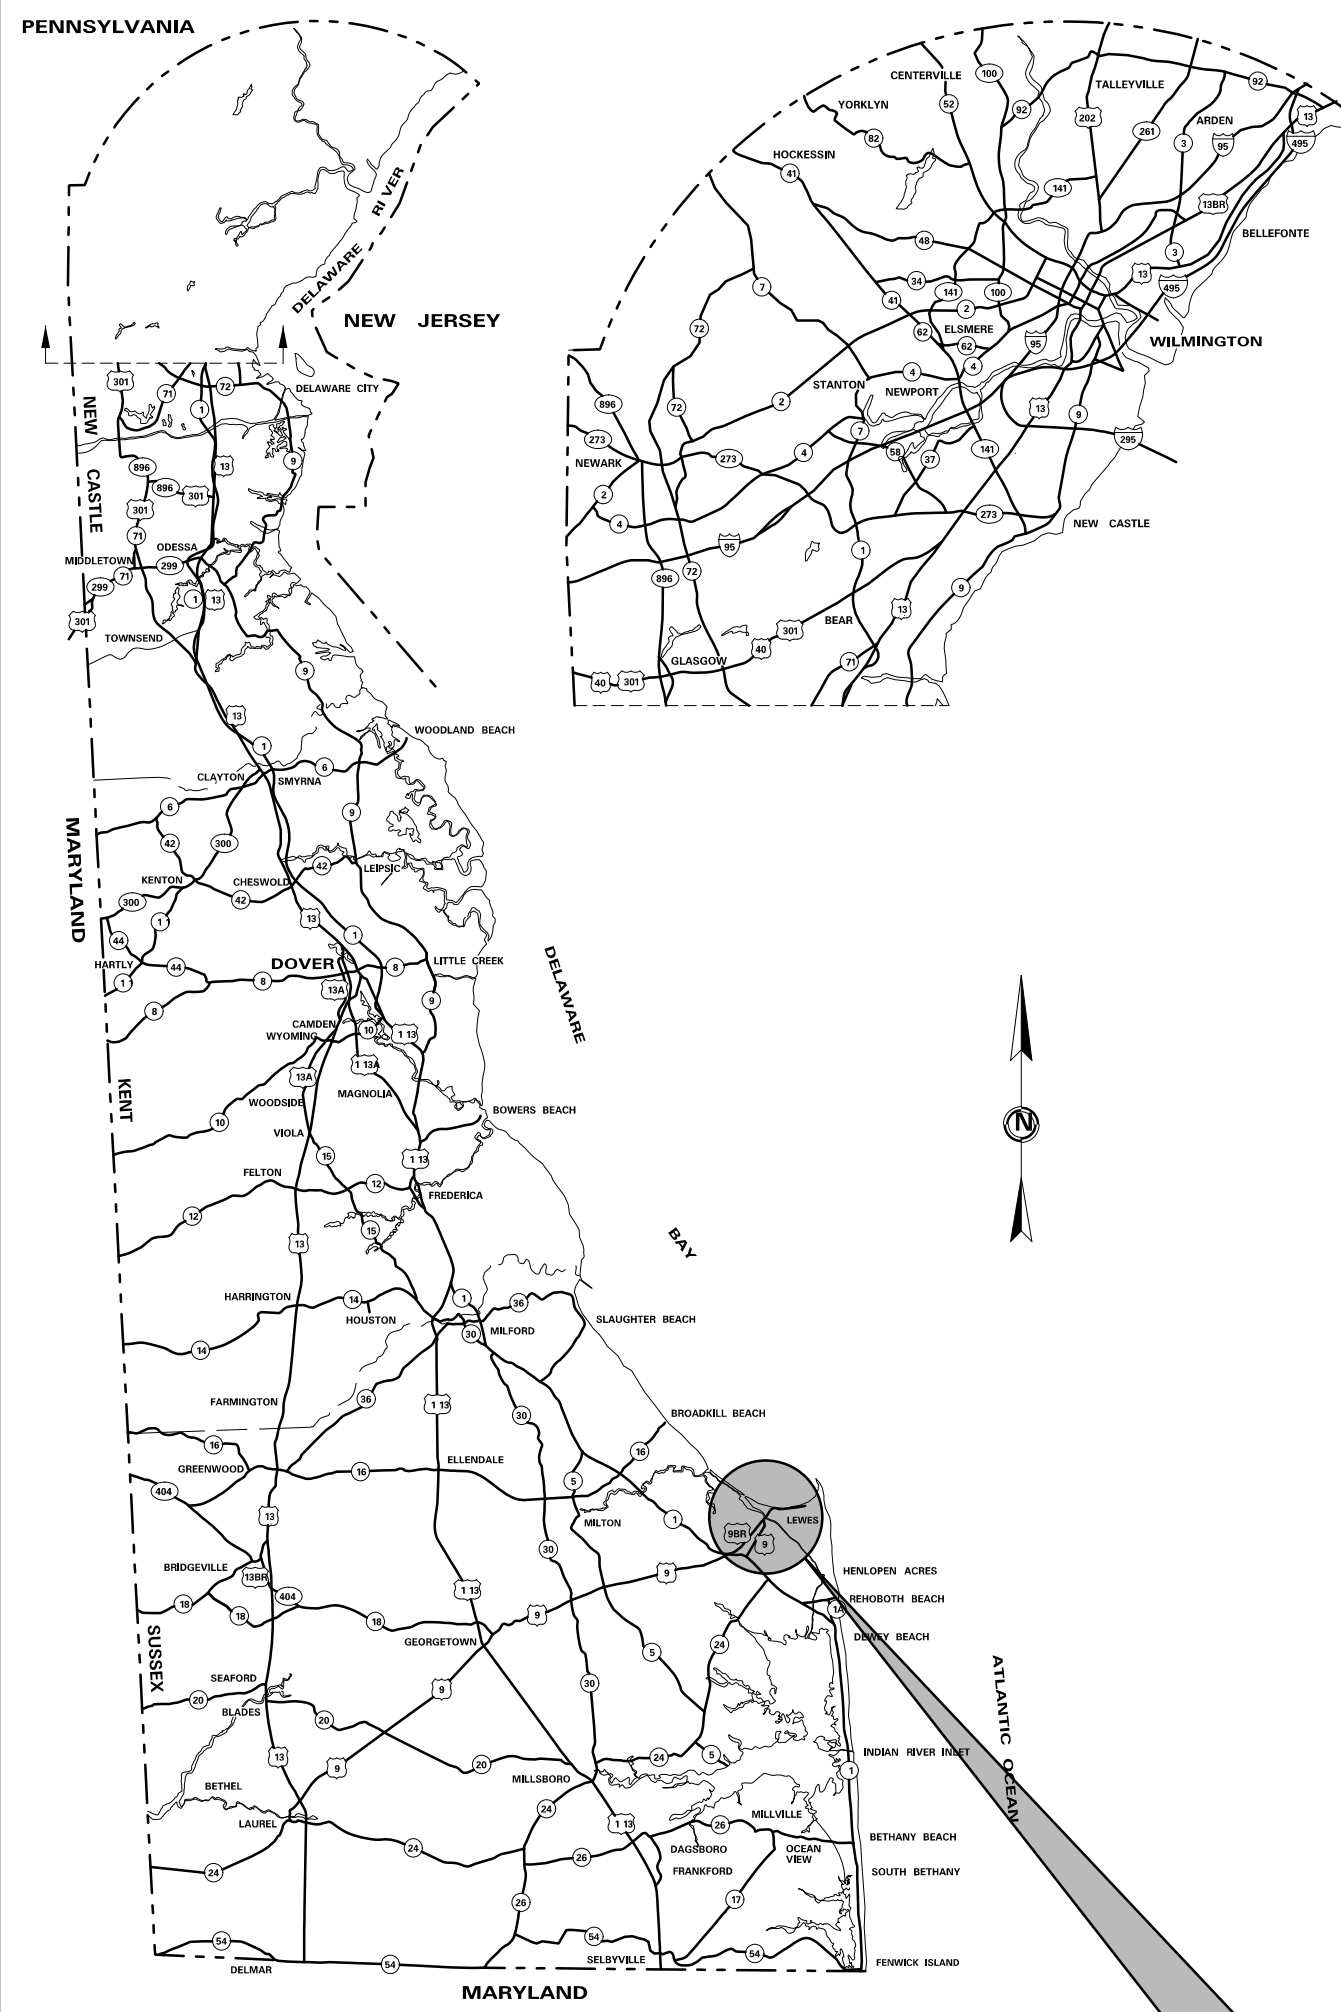 PENNSYLVANIA
CENTERVILLE
100
TALLEYVILLE
92
YORKLYN
52
92
202
261
ARDEN
13
82
3
95
495
HOCKESSIN
41
141
13BR
DELAWARE RIVER
48
BELLEFONTE
3
7
34
13
495
41
141
100
2
NEW JERSEY
72
62
ELSMERE
95
WILMINGTON
62
4
4
301
71
72
DELAWARE CITY
STANTON
NEWPORT
1
896
72
2
13
9
NEW CASTLE
273
7
295
896
13
9
NEWARK
273
4
58
37
141
896
301
2
301
4
273
NEW CASTLE
71
ODESSA
95
1
MIDDLETOWN
299
71
299
896
72
9
1
13
13
301
BEAR
TOWNSEND
301
40
GLASGOW
71
9
40
301
13
WOODLAND BEACH
1
CLAYTON
6
SMYRNA
6
9
MARYLAND
42
300
42
LEIPSIC
KENTON
CHESWOLD
300
42
13
1
1
44
DELAWARE
HARTLY
44
DOVER
8
LITTLE CREEK
1
8
13A
9
8
CAMDEN
10
1 13
WYOMING
1 13A
13A
KENT
MAGNOLIA
WOODSIDE
BOWERS BEACH
10
VIOLA
15
1 13
FELTON
12
FREDERICA
12
15
13
BAY
N
HARRINGTON
14
1
36
HOUSTON
SLAUGHTER BEACH
30
MILFORD
14
36
FARMINGTON
1 13
30
BROADKILL BEACH
16
16
ELLENDALE
GREENWOOD
16
5
404
13
MILTON
1
LEWES
9BR
9
30
BRIDGEVILLE
13BR
9
HENLOPEN ACRES
404
1 13
18
REHOBOTH BEACH
18
18
9
1A
SUSSEX
GEORGETOWN
24
DEWEY BEACH
5
SEAFORD
9
30
20
BLADES
20
ATLANTIC OCEAN
13
9
20
24
5
INDIAN RIVER INLET
1
BETHEL
MILLSBORO
24
MILLVILLE
LAUREL
1 13
26
BETHANY BEACH
24
26
DAGSBORO
OCEAN
VIEW
24
FRANKFORD
SOUTH BETHANY
26
17
54
54
54
SELBYVILLE
54
FENWICK ISLAND
DELMAR
MARYLAND